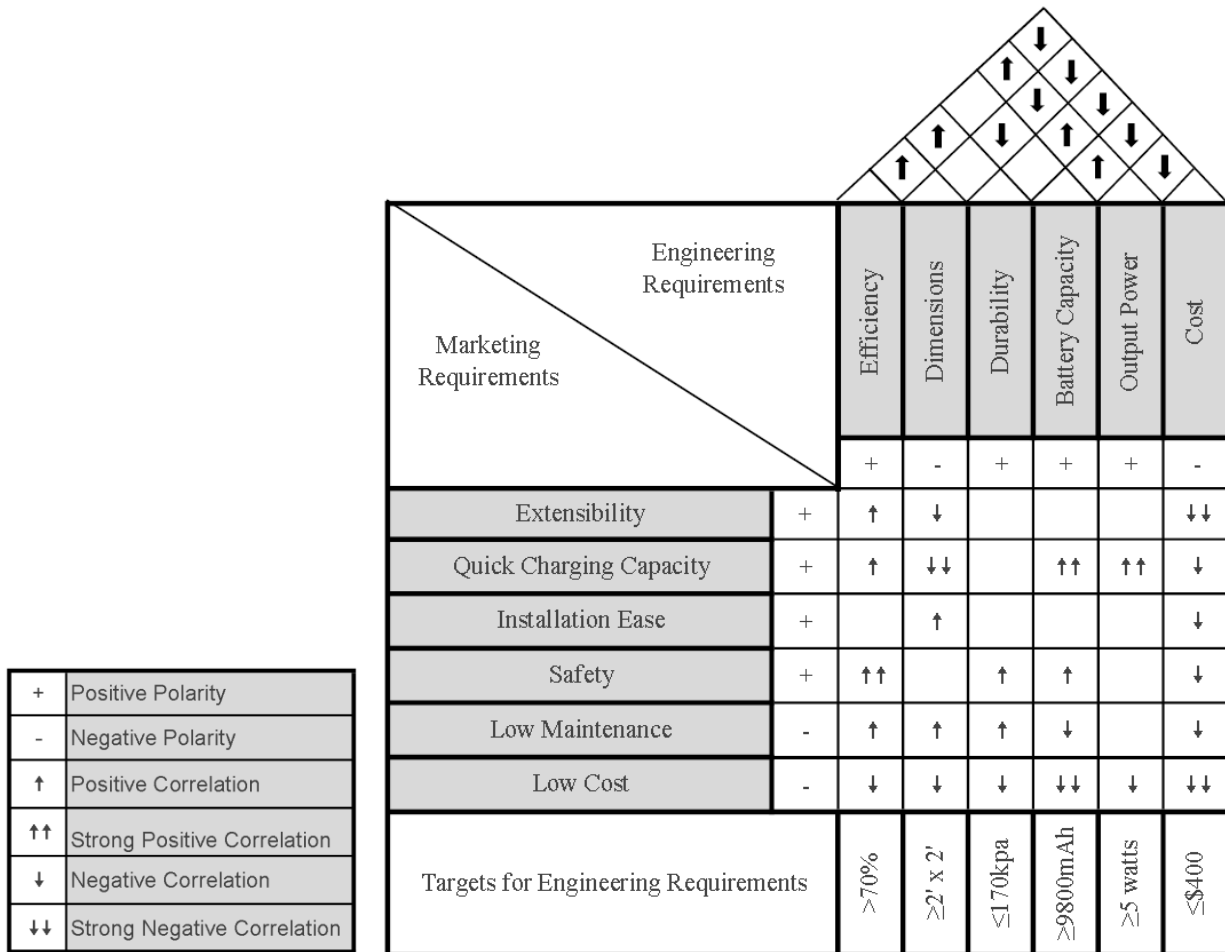 Engineering
Requirements
Marketing
Requirements
Efficiency
Dimensions
Durability
Battery Capacity
Output Power
Cost
+ - + + + -
Extensibility + ↑ ↓ ↓↓
Quick Charging Capacity + ↑ ↓↓ ↑↑ ↑↑ ↓
Installation Ease + ↑ ↓
Safety + ↑↑ ↑ ↑ ↓
Low Maintenance - ↑ ↑ ↑ ↓ ↓
Low Cost - ↓ ↓ ↓ ↓↓ ↓ ↓↓
Targets for Engineering Requirements
>70%
≥2' x 2'
≤170kpa
≥9800mAh
≥5 watts
≤$400
+ Positive Polarity
- Negative Polarity
↑ Positive Correlation
↑↑ Strong Positive Correlation
↓ Negative Correlation
↓↓ Strong Negative Correlation